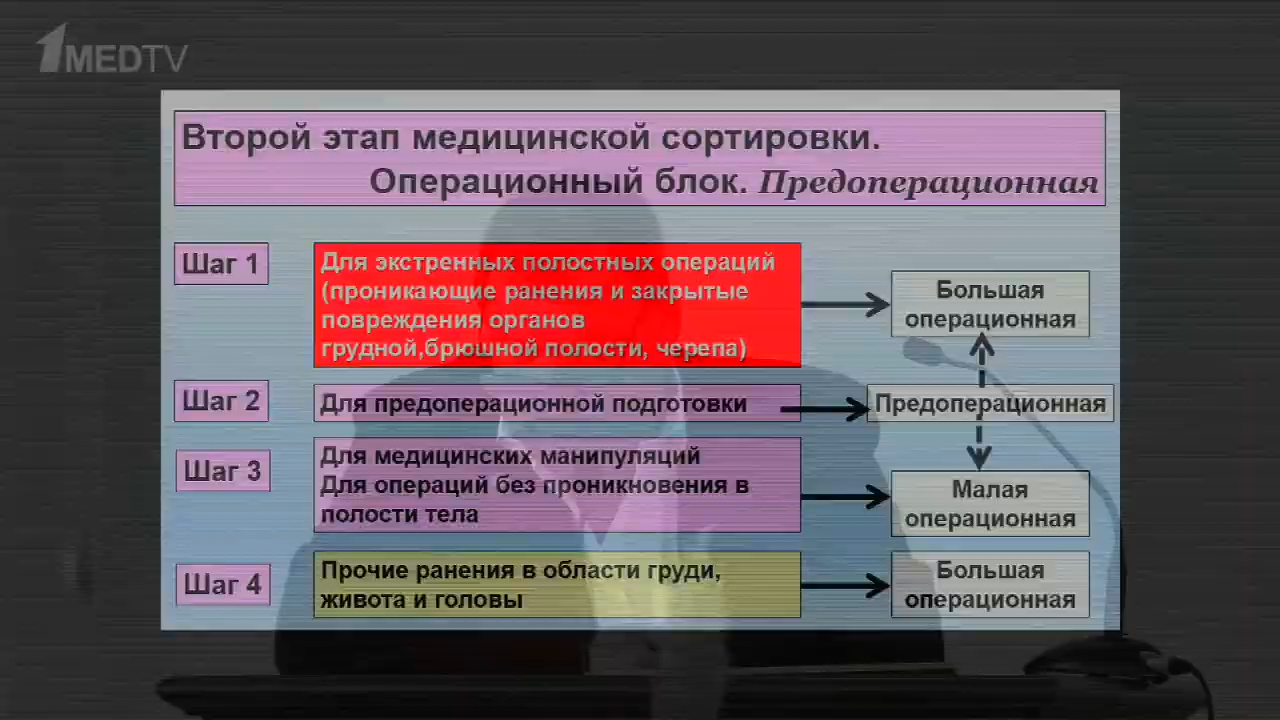 1MEDTV
Второй этап медицинской сортировки.
Операционный блок. Предоперационная
Шаг 1
Для экстренных полостных операций
(проникающие ранения и закрытые
повреждения органов
грудной,брюшной полости, черепа)
Большая
операционная
Шаг 2
Для предоперационной подготовки
Предоперационная
Шаг 3
Для медицинских манипуляций
Для операций без проникновения в
полости тела
Малая
операционная
Шаг 4
Прочие ранения в области груди,
живота и головы
Большая
операционная